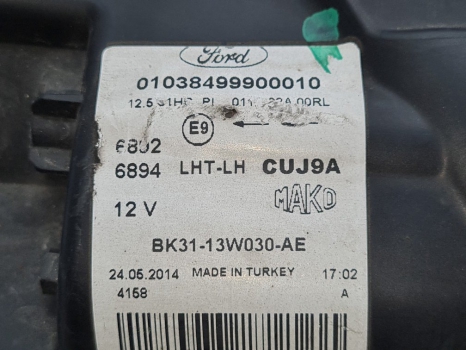 Ford
01038499900010
E9
6894 LHT-LH CUJ9A
12 V MAKO
BK31-13W030-AE
24.05.2014 MADE IN TURKEY 17:02
4158 A